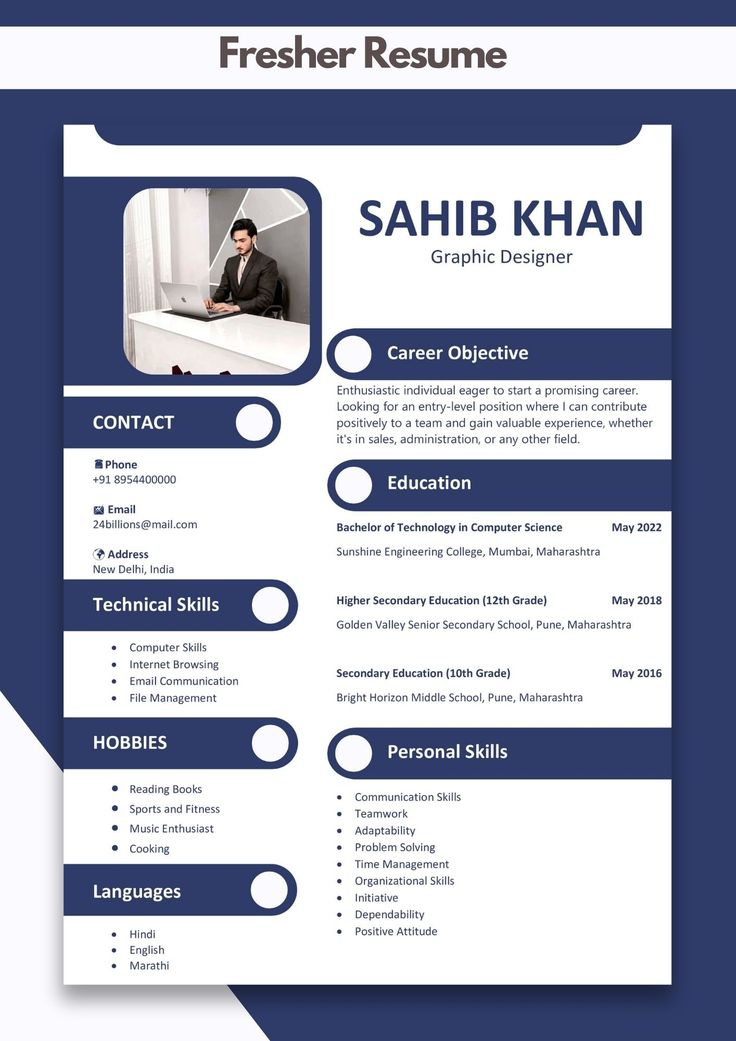 Fresher Resume
SAHIB KHAN
Graphic Designer
CONTACT
Phone
+91 8954400000
Email
24billions@mail.com
Address
New Delhi, India
Technical Skills
• Computer Skills
• Internet Browsing
• Email Communication
• File Management
HOBBIES
• Reading Books
• Sports and Fitness
• Music Enthusiast
• Cooking
Languages
• Hindi
• English
• Marathi
Career Objective
Enthusiastic individual eager to start a promising career.
Looking for an entry-level position where I can contribute
positively to a team and gain valuable experience, whether
it's in sales, administration, or any other field.
Education
Bachelor of Technology in Computer Science May 2022
Sunshine Engineering College, Mumbai, Maharashtra
Higher Secondary Education (12th Grade) May 2018
Golden Valley Senior Secondary School, Pune, Maharashtra
Secondary Education (10th Grade) May 2016
Bright Horizon Middle School, Pune, Maharashtra
Personal Skills
• Communication Skills
• Teamwork
• Adaptability
• Problem Solving
• Time Management
• Organizational Skills
• Initiative
• Dependability
• Positive Attitude